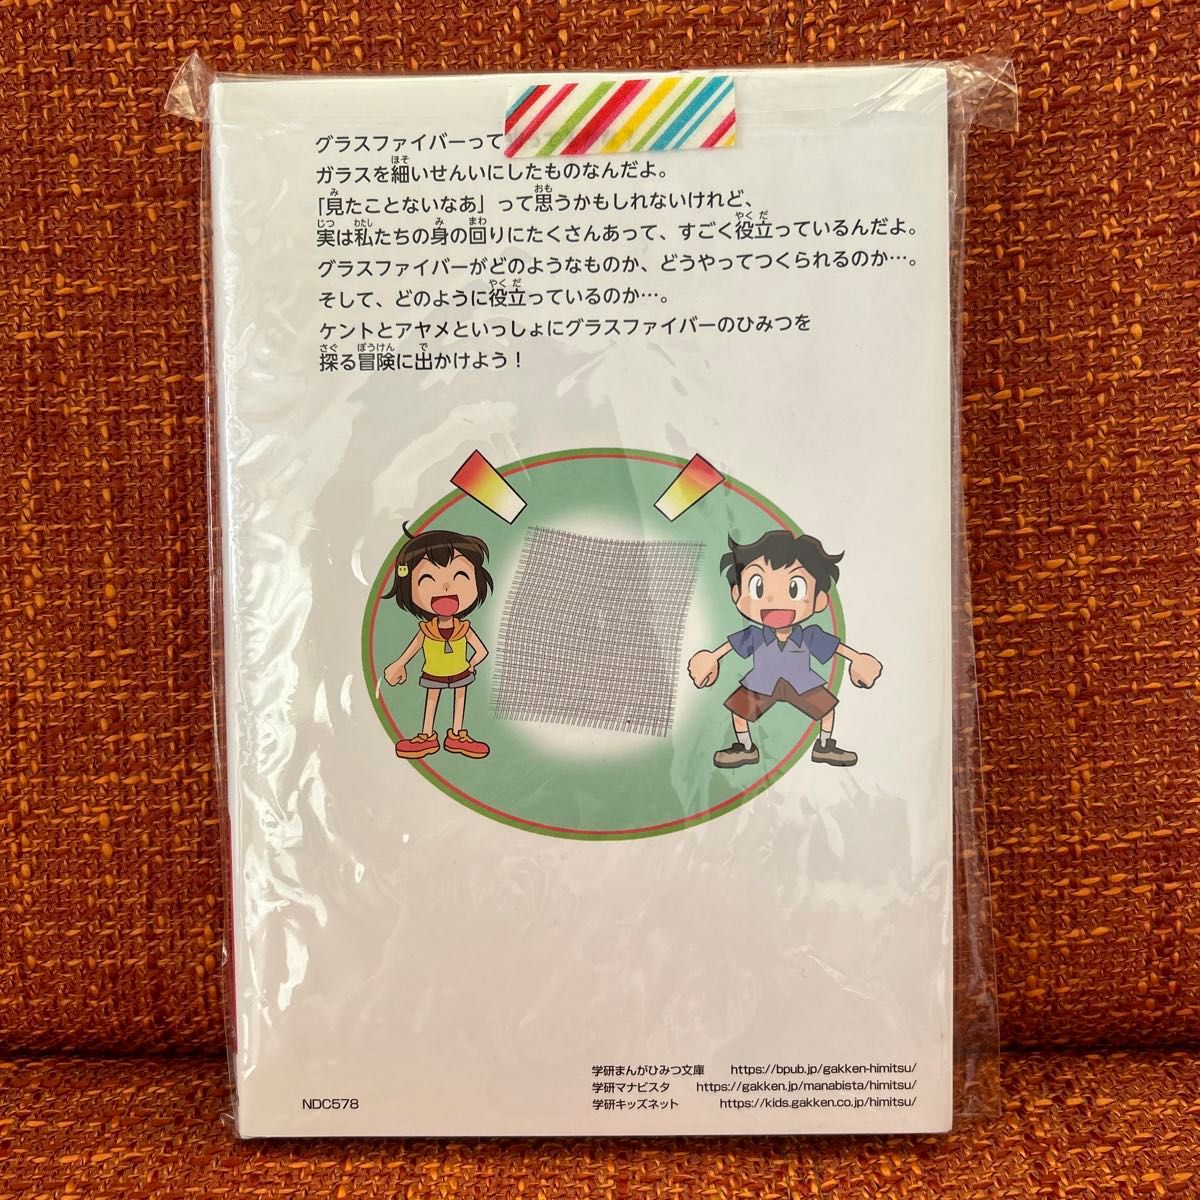 グラスファイバーって
ガラスを細いせんいにしたものなんだよ。
「見たことないなあ」って思うかもしれないけれど、
実は私たちの身の回りにたくさんあって、すごく役立っているんだよ。
グラスファイバーがどのようなものか、どうやってつくられるのか…。
そして、どのように役立っているのか…。
ケントとアヤメといっしょにグラスファイバーのひみつを
探る冒険に出かけよう！
学研まんがひみつ文庫 https://bpub.jp/gakken-himitsu/
学研マナビスタ https://gakken.jp/manabista/himitsu/
学研キッズネット https://kids.gakken.co.jp/himitsu/
NDC578